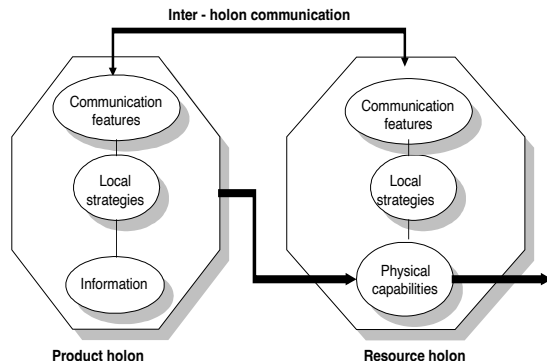 Inter - holon communication
Communication
features
Local
strategies
Information
Product holon
Communication
features
Local
strategies
Physical
capabilities
Resource holon